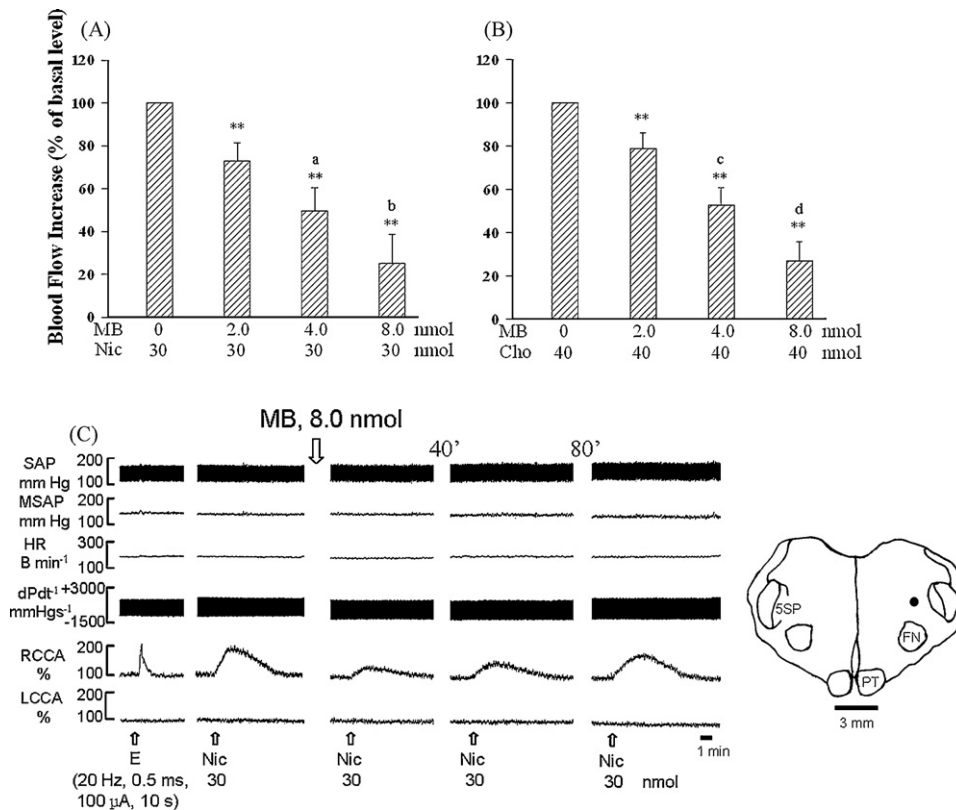 (A)
(B)
Blood Flow Increase (% of basal level)
120
100
80
60
40
20
0
**
a
**
b
**
MB 0 2.0 4.0 8.0 nmol
Nic 30 30 30 30 nmol
120
100
80
60
40
20
0
**
c
**
d
**
MB 0 2.0 4.0 8.0 nmol
Cho 40 40 40 40 nmol
(C)
MB, 8.0 nmol
40’ 80’
SAP 200
mm Hg 100
MSAP 200
mm Hg 100
HR 300
B min⁻¹ 100
dPdt⁻¹ +3000
mmHgs⁻¹ -1500
RCCA 200
% 100
LCCA 200
% 100
E Nic Nic Nic Nic
(20 Hz, 0.5 ms, 30 30 30 30 nmol
100 µA, 10 s)
1 min
5SP
FN
PT
3 mm